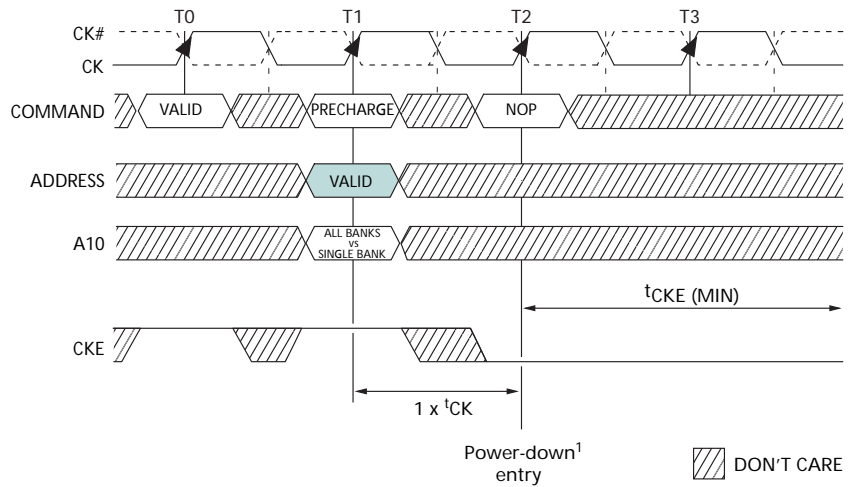 T0 T1 T2 T3
CK#
CK
COMMAND VALID PRECHARGE NOP
ADDRESS VALID
A10 ALL BANKS vs SINGLE BANK
tCKE (MIN)
CKE
1 x tCK
Power-down1
entry
DON'T CARE